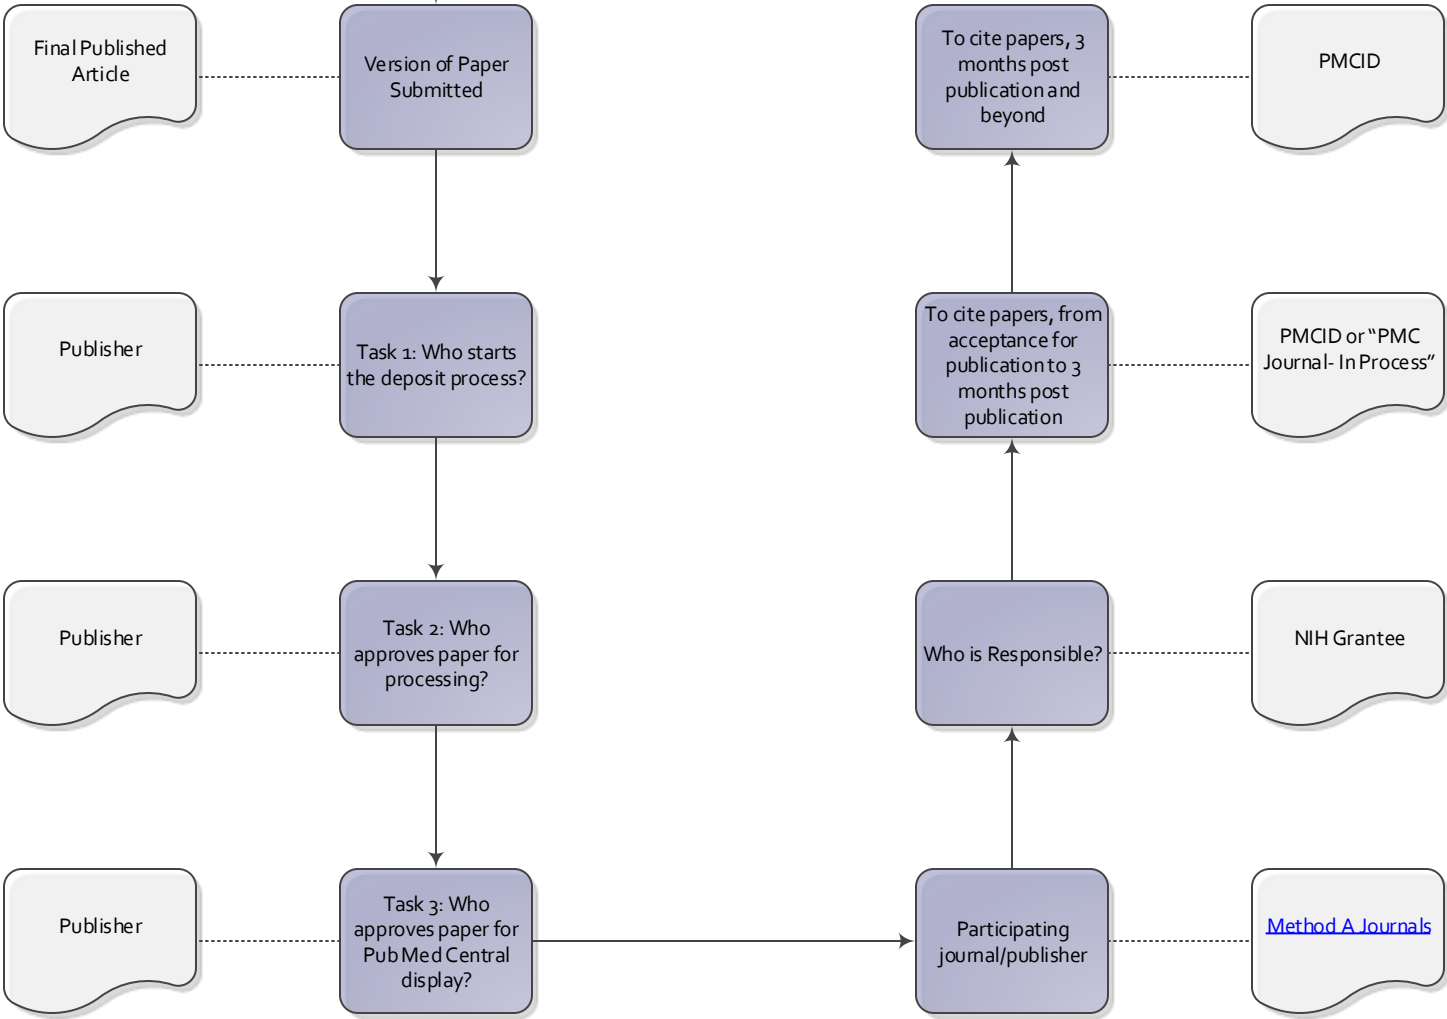 Final Published
Article
Version of Paper
Submitted
Publisher
Task 1: Who starts
the deposit process?
Publisher
Task 2: Who
approves paper for
processing?
Publisher
Task 3: Who
approves paper for
Pub Med Central
display?
Participating
journal/publisher
Method A Journals
Who is Responsible?
NIH Grantee
To cite papers, from
acceptance for
publication to 3
months post
publication
PMCID or “PMC
Journal- In Process”
To cite papers, 3
months post
publication and
beyond
PMCID